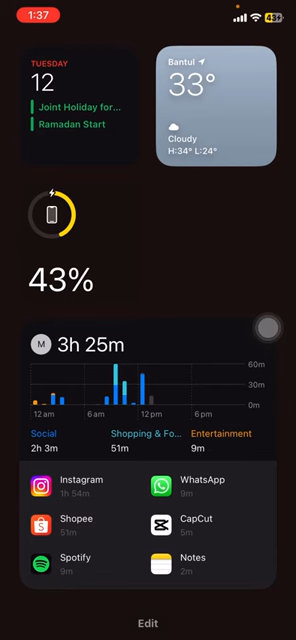 1:37
43
TUESDAY
12
Joint Holiday for...
Ramadan Start
Bantul
33°
Cloudy
H:34° L:24°
43%
M 3h 25m
60m
30m
0m
12 am 6 am 12 pm 6 pm
Social Shopping & Fo... Entertainment
2h 3m 51m 9m
Instagram WhatsApp
1h 54m 9m
Shopee CapCut
51m 5m
Spotify Notes
9m 2m
Edit